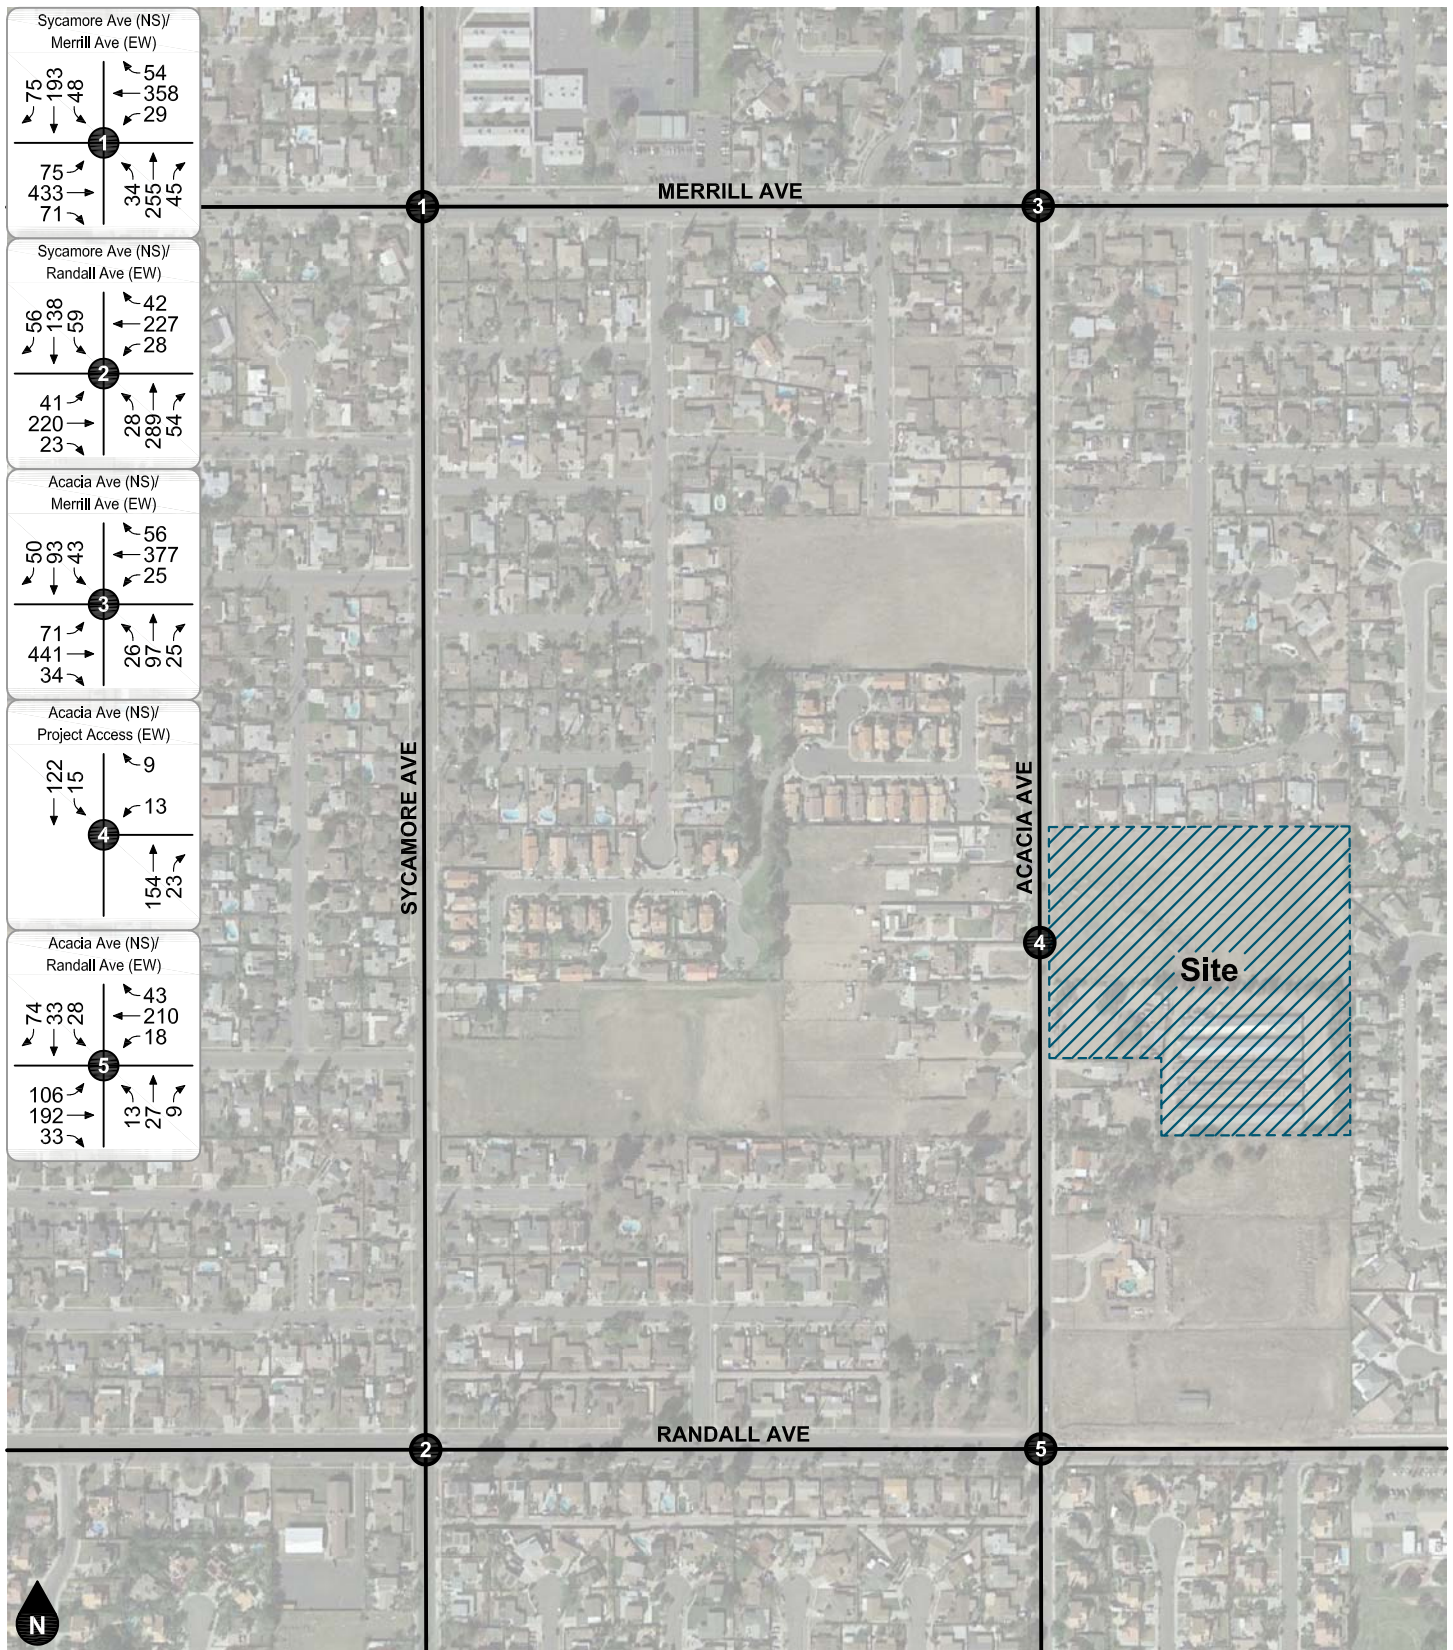 Sycamore Ave (NS)/
Merrill Ave (EW)
75 193 48
54
358
29
1
75
433
71
34 255 45
Sycamore Ave (NS)/
Randall Ave (EW)
56 138 59
42
227
28
2
41
220
23
28 289 54
Acacia Ave (NS)/
Merrill Ave (EW)
50 93 43
56
377
25
3
71
441
34
26 97 25
Acacia Ave (NS)/
Project Access (EW)
122 15
9
13
4
154 23
Acacia Ave (NS)/
Randall Ave (EW)
74 33 28
43
210
18
5
106
192
33
13 27 9
MERRILL AVE
1
3
SYCAMORE AVE
ACACIA AVE
4
Site
RANDALL AVE
2
5
N